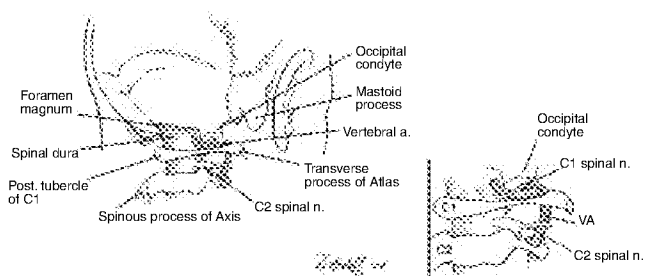 Occipital
condyte
Foramen
magnum
Mastoid
process
Vertebral a.
Spinal dura
Transverse
process of Atlas
Post. tubercle
of C1
Spinous process of Axis
C2 spinal n.
Occipital
condyte
C1 spinal n.
VA
C2 spinal n.